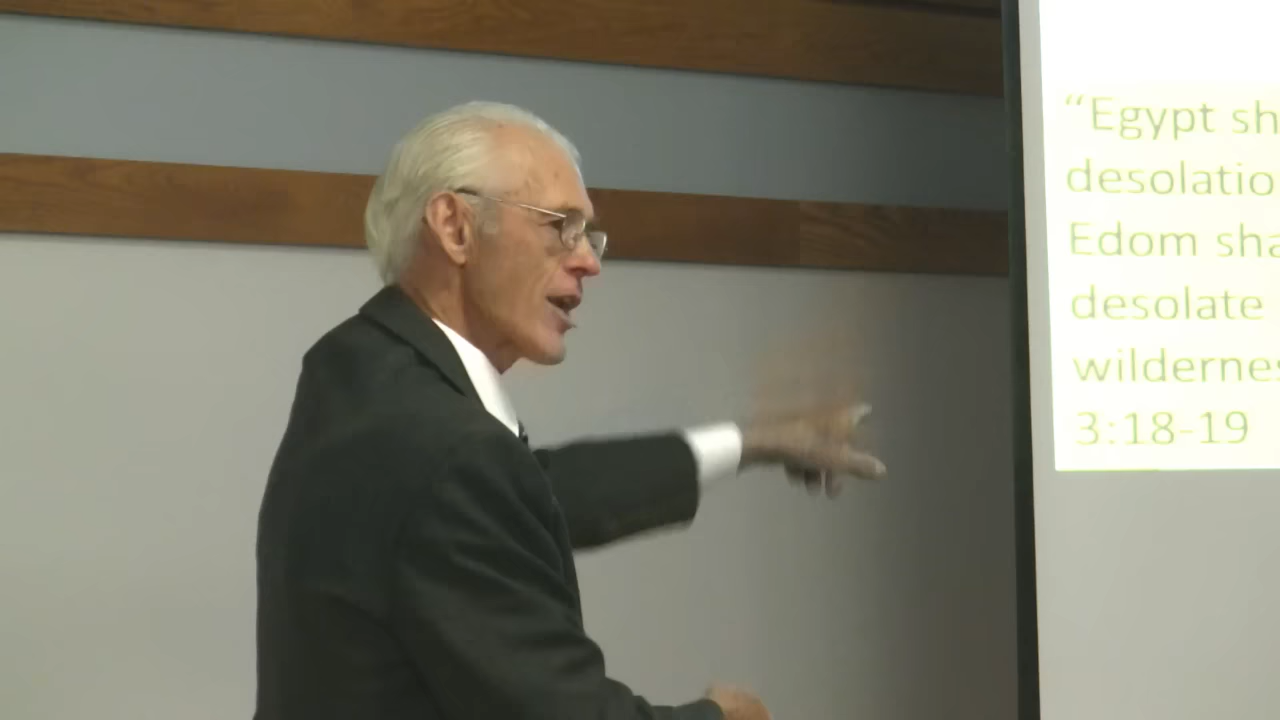 “Egypt sh
desolatio
Edom sha
desolate
wildernes
3:18-19